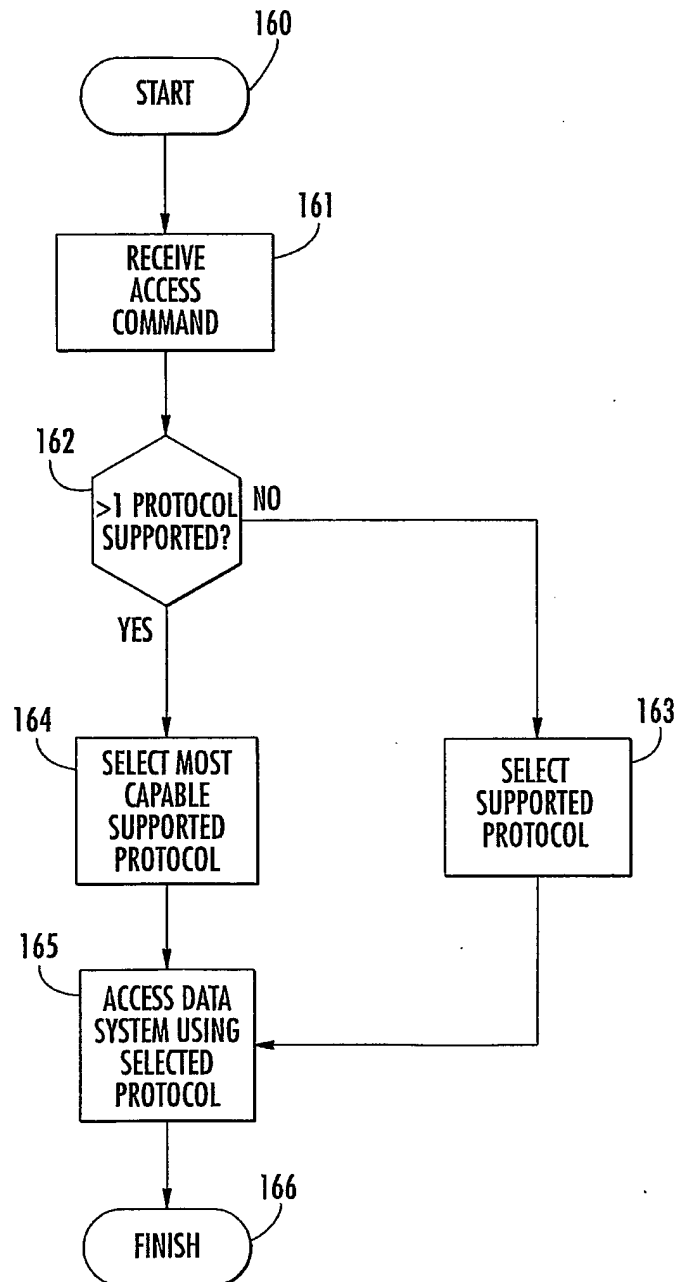 160
START
161
RECEIVE
ACCESS
COMMAND
162
>1 PROTOCOL
SUPPORTED?
NO
YES
164
SELECT MOST
CAPABLE
SUPPORTED
PROTOCOL
163
SELECT
SUPPORTED
PROTOCOL
165
ACCESS DATA
SYSTEM USING
SELECTED
PROTOCOL
166
FINISH